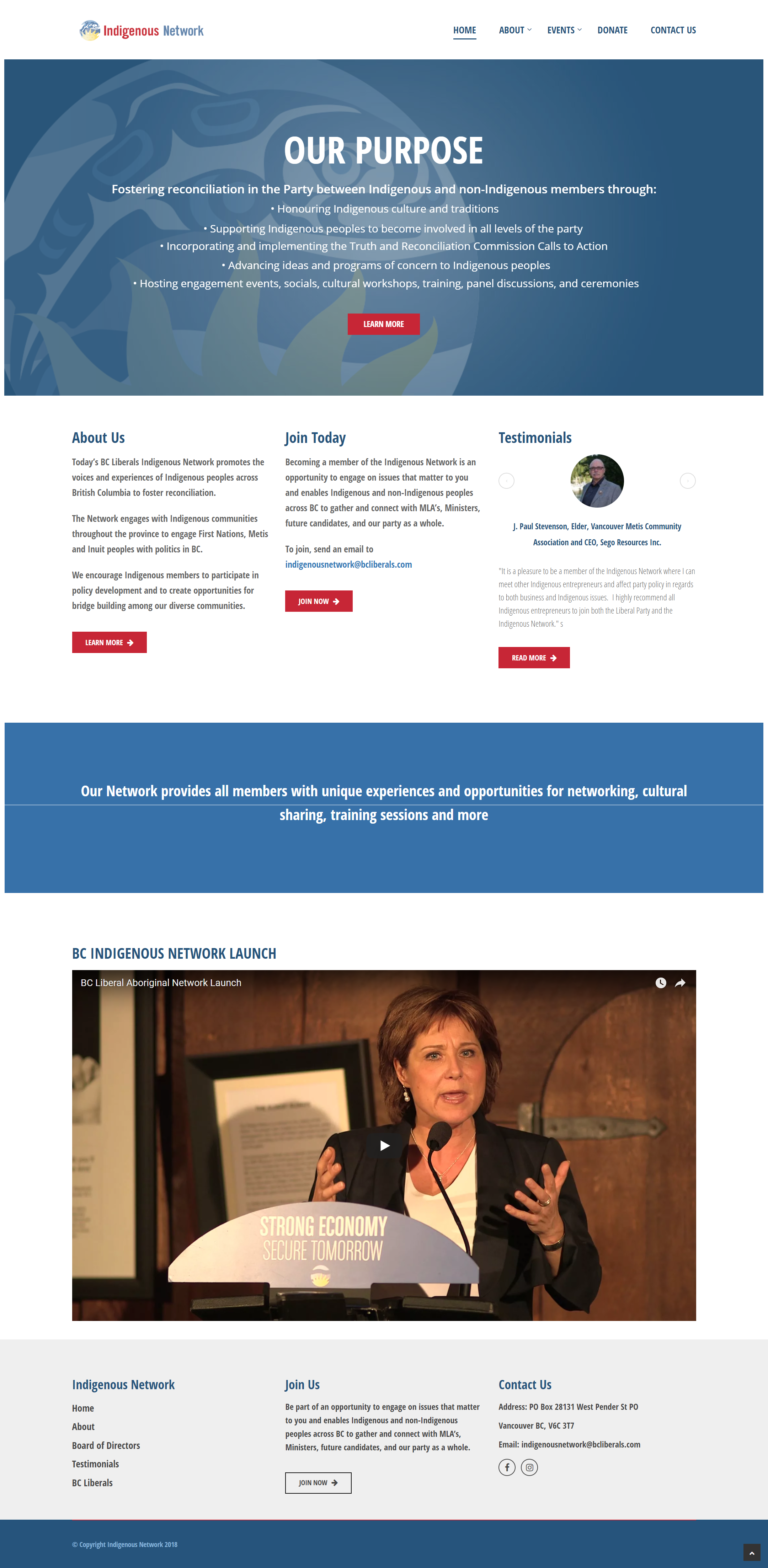 Indigenous Network
HOME ABOUT EVENTS DONATE CONTACT US
OUR PURPOSE
Fostering reconciliation in the Party between Indigenous and non-Indigenous members through:
• Honouring Indigenous culture and traditions
• Supporting Indigenous peoples to become involved in all levels of the party
• Incorporating and implementing the Truth and Reconciliation Commission Calls to Action
• Advancing ideas and programs of concern to Indigenous peoples
• Hosting engagement events, socials, cultural workshops, training, panel discussions, and ceremonies
LEARN MORE
About Us
Today's BC Liberals Indigenous Network promotes the
voices and experiences of Indigenous peoples across
British Columbia to foster reconciliation.
The Network engages with Indigenous communities
throughout the province to engage First Nations, Metis
and Inuit peoples with politics in BC.
We encourage Indigenous members to participate in
policy development and to create opportunities for
bridge building among our diverse communities.
LEARN MORE
Join Today
Becoming a member of the Indigenous Network is an
opportunity to engage on issues that matter to you
and enables Indigenous and non-Indigenous peoples
across BC to gather and connect with MLA's, Ministers,
future candidates, and our party as a whole.
To join, send an email to
indigenousnetwork@bcliberals.com
JOIN NOW
Testimonials
J. Paul Stevenson, Elder, Vancouver Metis Community
Association and CEO, Sego Resources Inc.
"It is a pleasure to be a member of the Indigenous Network where I can
meet other Indigenous entrepreneurs and affect party policy in regards
to both business and Indigenous issues. I highly recommend all
Indigenous entrepreneurs to join both the Liberal Party and the
Indigenous Network." s
READ MORE
Our Network provides all members with unique experiences and opportunities for networking, cultural
sharing, training sessions and more
BC INDIGENOUS NETWORK LAUNCH
BC Liberal Aboriginal Network Launch
STRONG ECONOMY
SECURE TOMORROW
Indigenous Network
Home
About
Board of Directors
Testimonials
BC Liberals
Join Us
Be part of an opportunity to engage on issues that matter
to you and enables Indigenous and non-Indigenous
peoples across BC to gather and connect with MLA's,
Ministers, future candidates, and our party as a whole.
JOIN NOW
Contact Us
Address: PO Box 28131 West Pender St PO
Vancouver BC, V6C 3T7
Email: indigenousnetwork@bcliberals.com
© Copyright Indigenous Network 2018